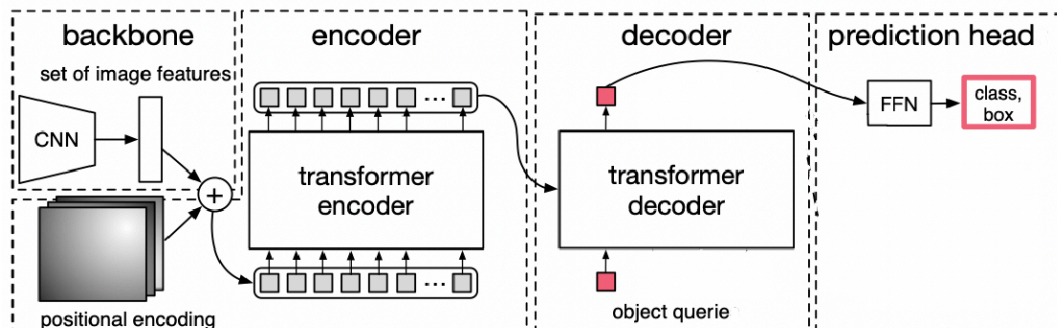 backbone
encoder
decoder
prediction head
set of image features
CNN
+
positional encoding
...
transformer
encoder
...
transformer
decoder
object querie
FFN
class,
box